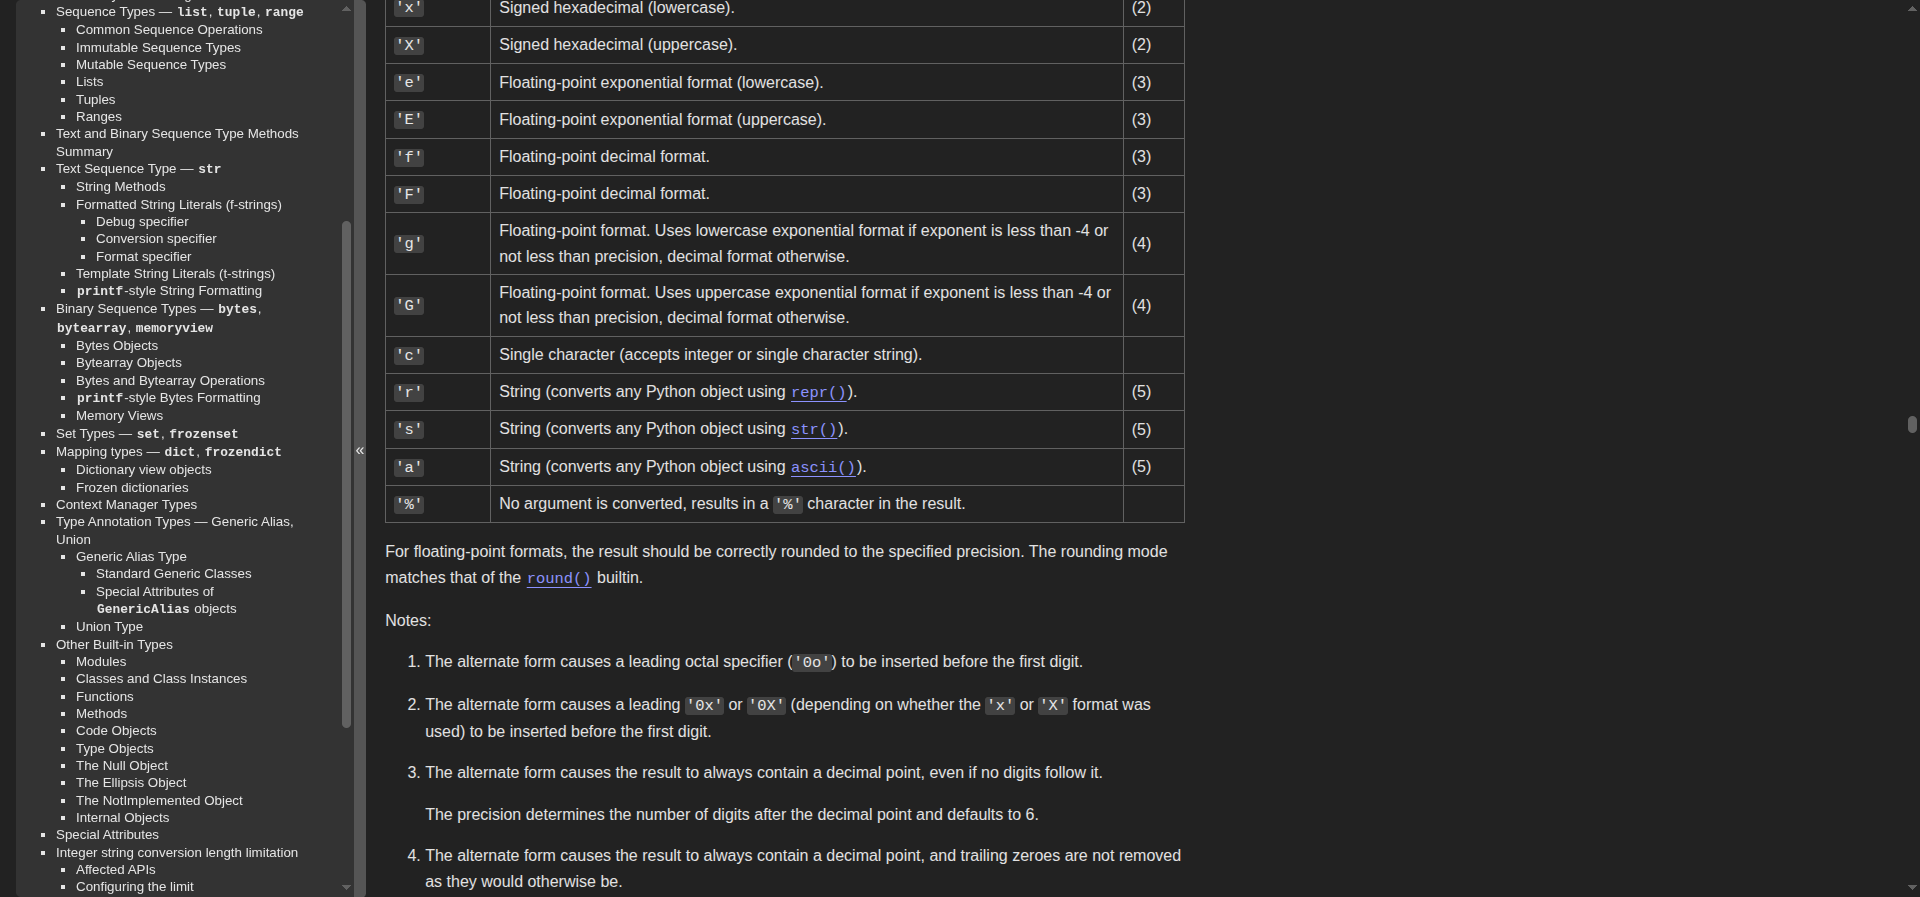 Sequence Types — list, tuple, range
Common Sequence Operations
Immutable Sequence Types
Mutable Sequence Types
Lists
Tuples
Ranges
Text and Binary Sequence Type Methods
Summary
Text Sequence Type — str
String Methods
Formatted String Literals (f-strings)
Debug specifier
Conversion specifier
Format specifier
Template String Literals (t-strings)
printf-style String Formatting
Binary Sequence Types — bytes,
bytearray, memoryview
Bytes Objects
Bytearray Objects
Bytes and Bytearray Operations
printf-style Bytes Formatting
Memory Views
Set Types — set, frozenset
Mapping types — dict, frozendict
Dictionary view objects
Frozen dictionaries
Context Manager Types
Type Annotation Types — Generic Alias,
Union
Generic Alias Type
Standard Generic Classes
Special Attributes of
GenericAlias objects
Union Type
Other Built-in Types
Modules
Classes and Class Instances
Functions
Methods
Code Objects
Type Objects
The Null Object
The Ellipsis Object
The NotImplemented Object
Internal Objects
Special Attributes
Integer string conversion length limitation
Affected APIs
Configuring the limit
«
'x' Signed hexadecimal (lowercase). (2)
'X' Signed hexadecimal (uppercase). (2)
'e' Floating-point exponential format (lowercase). (3)
'E' Floating-point exponential format (uppercase). (3)
'f' Floating-point decimal format. (3)
'F' Floating-point decimal format. (3)
'g' Floating-point format. Uses lowercase exponential format if exponent is less than -4 or
not less than precision, decimal format otherwise. (4)
'G' Floating-point format. Uses uppercase exponential format if exponent is less than -4 or
not less than precision, decimal format otherwise. (4)
'c' Single character (accepts integer or single character string).
'r' String (converts any Python object using repr()). (5)
's' String (converts any Python object using str()). (5)
'a' String (converts any Python object using ascii()). (5)
'%' No argument is converted, results in a '%' character in the result.
For floating-point formats, the result should be correctly rounded to the specified precision. The rounding mode
matches that of the round() builtin.
Notes:
1. The alternate form causes a leading octal specifier ('0o') to be inserted before the first digit.
2. The alternate form causes a leading '0x' or '0X' (depending on whether the 'x' or 'X' format was
used) to be inserted before the first digit.
3. The alternate form causes the result to always contain a decimal point, even if no digits follow it.
The precision determines the number of digits after the decimal point and defaults to 6.
4. The alternate form causes the result to always contain a decimal point, and trailing zeroes are not removed
as they would otherwise be.